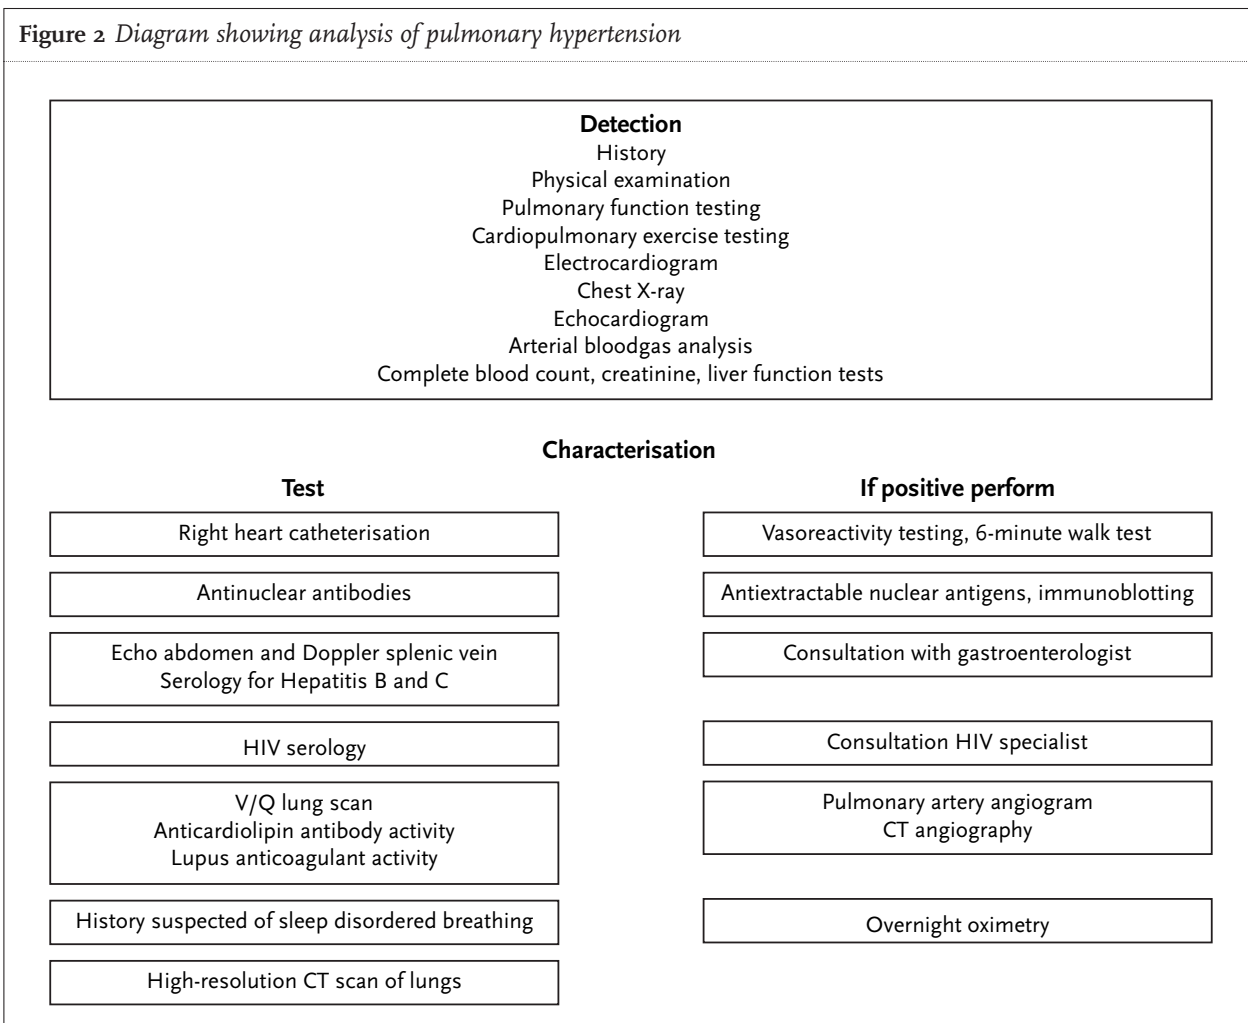 Figure 2 Diagram showing analysis of pulmonary hypertension
Detection
History
Physical examination
Pulmonary function testing
Cardiopulmonary exercise testing
Electrocardiogram
Chest X-ray
Echocardiogram
Arterial bloodgas analysis
Complete blood count, creatinine, liver function tests
Characterisation
Test
If positive perform
Right heart catheterisation
Vasoreactivity testing, 6-minute walk test
Antinuclear antibodies
Antiextractable nuclear antigens, immunoblotting
Echo abdomen and Doppler splenic vein
Serology for Hepatitis B and C
Consultation with gastroenterologist
HIV serology
Consultation HIV specialist
V/Q lung scan
Anticardiolipin antibody activity
Lupus anticoagulant activity
Pulmonary artery angiogram
CT angiography
History suspected of sleep disordered breathing
Overnight oximetry
High-resolution CT scan of lungs